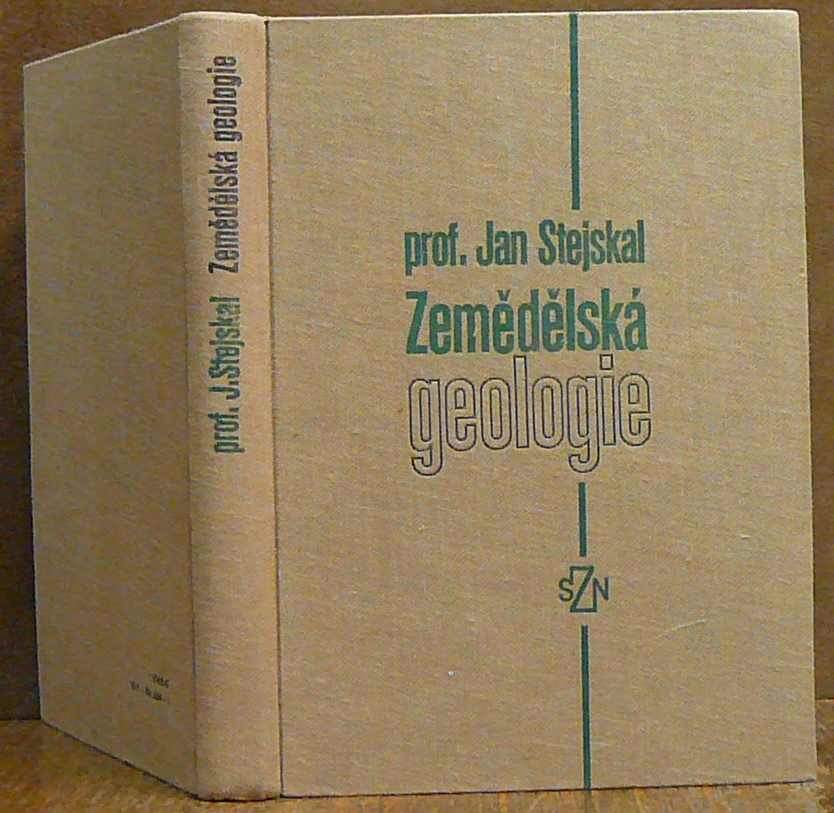 prof. J. Stejskal Zemědělská geologie
prof. Jan Stejskal
Zemědělská
geologie
SZN